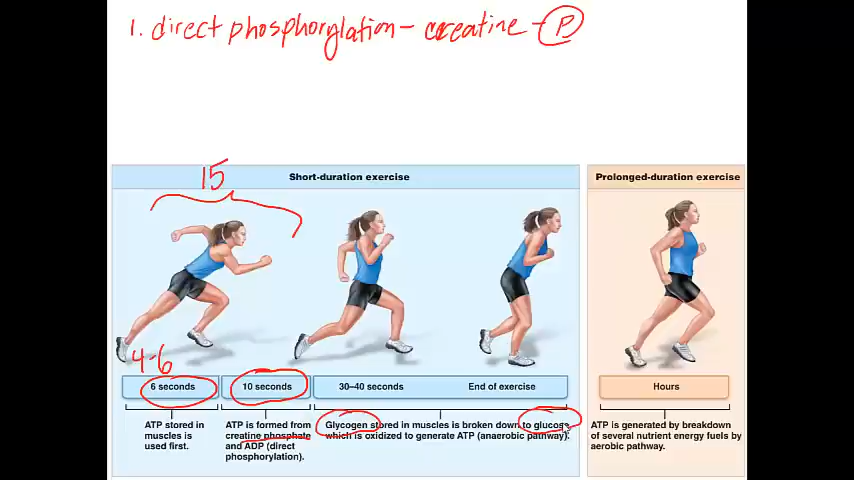 1. direct phosphorylation - creatine - P
15
Short-duration exercise
Prolonged-duration exercise
4-6
6 seconds
10 seconds
30–40 seconds
End of exercise
Hours
ATP stored in
muscles is
used first.
ATP is formed from
creatine phosphate
and ADP (direct
phosphorylation).
Glycogen stored in muscles is broken down to glucose,
which is oxidized to generate ATP (anaerobic pathway).
ATP is generated by breakdown
of several nutrient energy fuels by
aerobic pathway.